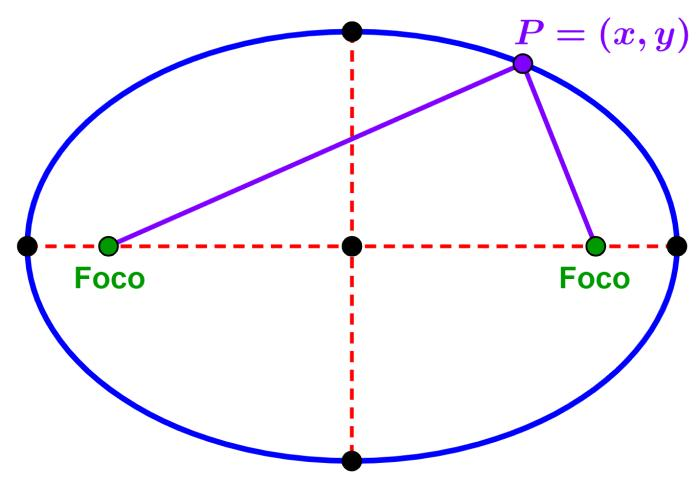 P = (x, y)
Foco
Foco